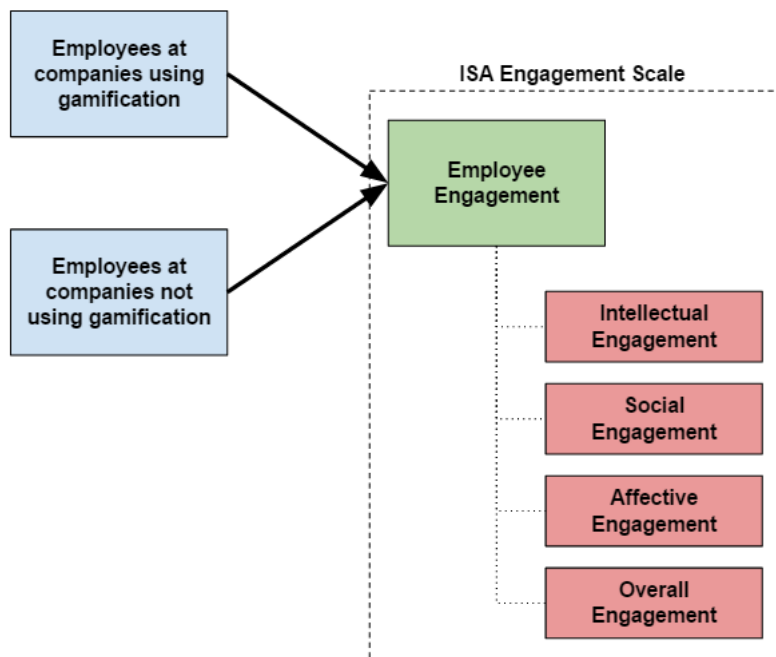 Employees at
companies using
gamification
ISA Engagement Scale
Employee
Engagement
Employees at
companies not
using gamification
Intellectual
Engagement
Social
Engagement
Affective
Engagement
Overall
Engagement